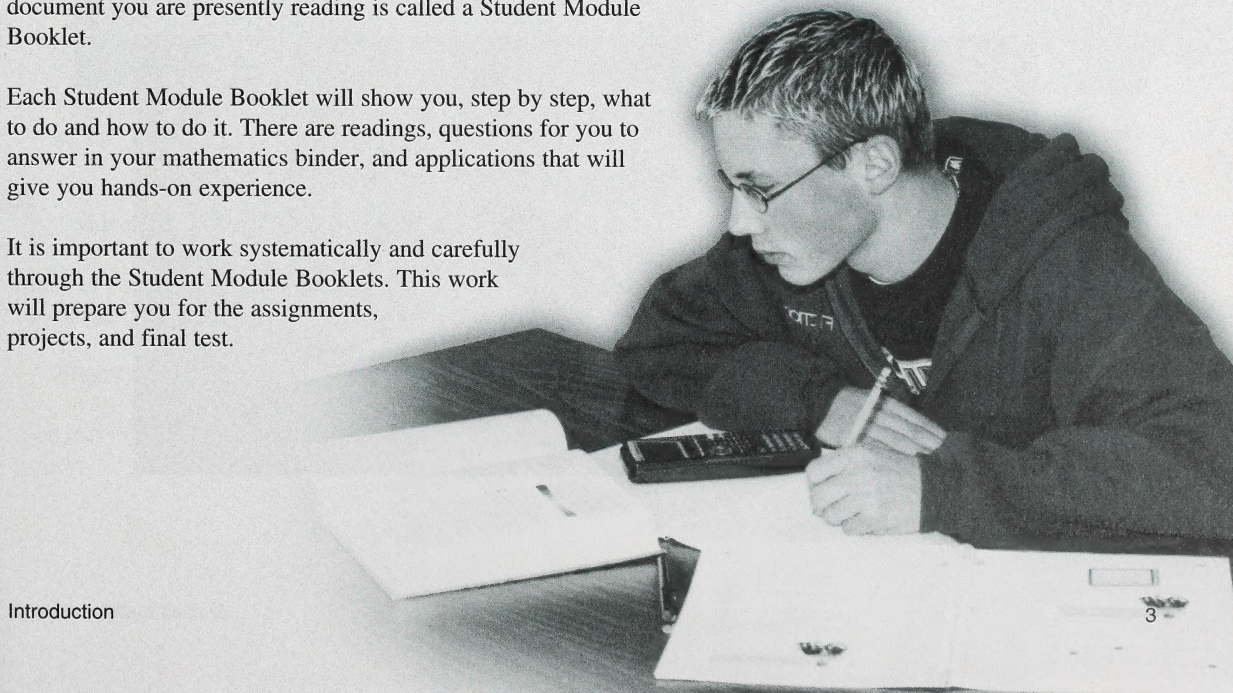 document you are presently reading is called a Student Module
Booklet.
Each Student Module Booklet will show you, step by step, what
to do and how to do it. There are readings, questions for you to
answer in your mathematics binder, and applications that will
give you hands-on experience.
It is important to work systematically and carefully
through the Student Module Booklets. This work
will prepare you for the assignments,
projects, and final test.
Introduction
3